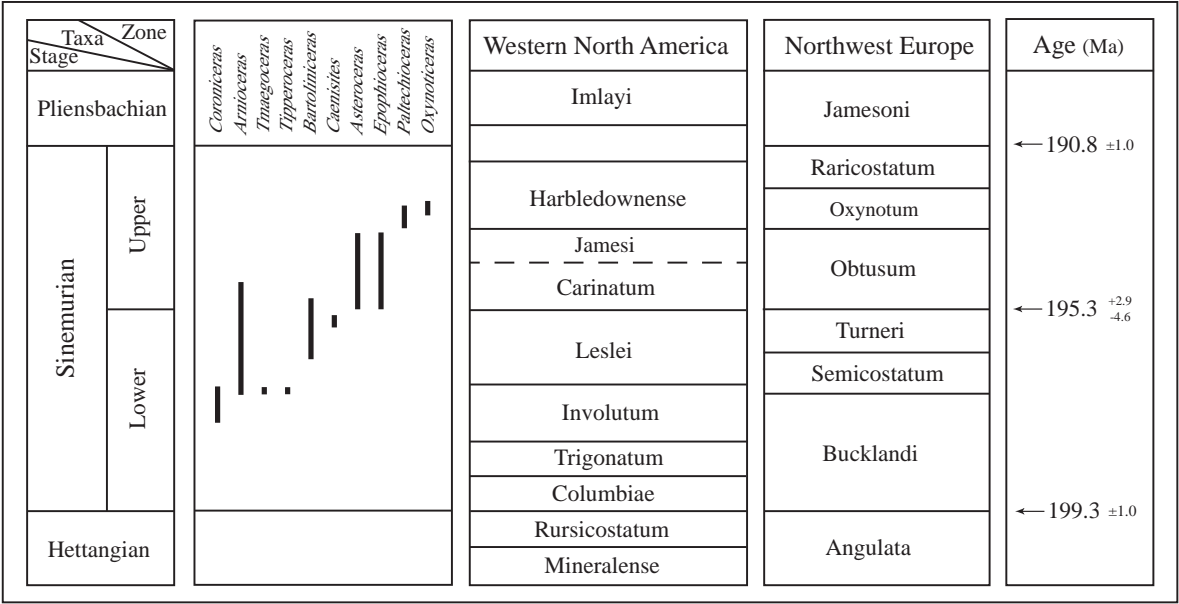 Taxa
Zone
Stage
Coroniceras
Arnioceras
Tmaegoceras
Tipperoceras
Bartoliniceras
Caenisites
Asteroceras
Epophioceras
Paltechioceras
Oxynoticeras
Western North America
Northwest Europe
Age (Ma)
Pliensbachian
Imlayi
Jamesoni
190.8 ±1.0
Sinemurian
Upper
Lower
Harbledownense
Jamesi
Carinatum
Leslei
Involutum
Trigonatum
Columbiae
Raricostatum
Oxynotum
Obtusum
Turneri
Semicostatum
Bucklandi
195.3 +2.9
-4.6
199.3 ±1.0
Hettangian
Rursicostatum
Mineralense
Angulata